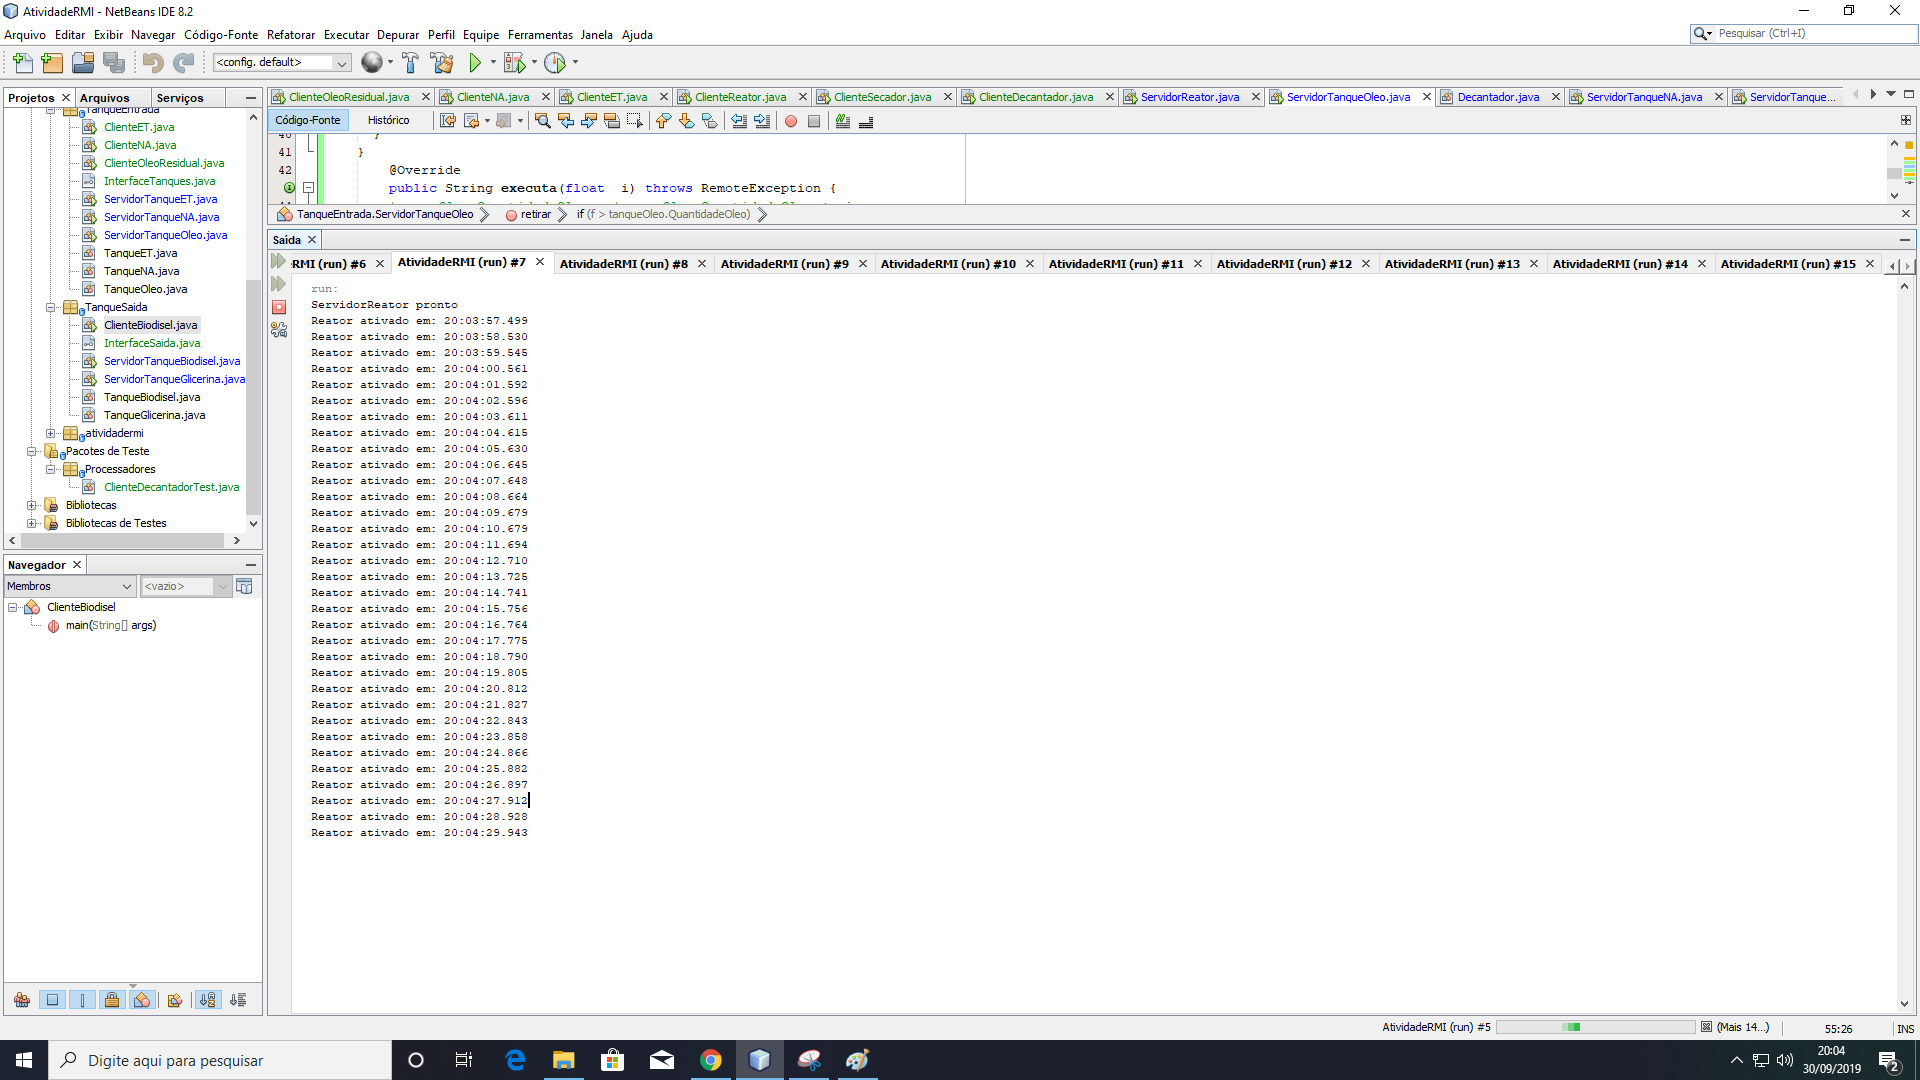 AtividadeRMI - NetBeans IDE 8.2
Arquivo Editar Exibir Navegar Código-Fonte Refatorar Executar Depurar Perfil Equipe Ferramentas Janela Ajuda
Pesquisar (Ctrl+I)
<config. default>
Projetos Arquivos Serviços
TanqueEntrada
ClienteET.java
ClienteNA.java
ClienteOleoResidual.java
InterfaceTanques.java
ServidorTanqueET.java
ServidorTanqueNA.java
ServidorTanqueOleo.java
TanqueET.java
TanqueNA.java
TanqueOleo.java
TanqueSaida
ClienteBiodisel.java
InterfaceSaida.java
ServidorTanqueBiodisel.java
ServidorTanqueGlicerina.java
TanqueBiodisel.java
TanqueGlicerina.java
atividadermi
Pacotes de Teste
Processadores
ClienteDecantadorTest.java
Bibliotecas
Bibliotecas de Testes
Navegador
Membros <vazio>
ClienteBiodisel
main(String[] args)
ClienteOleoResidual.java ClienteNA.java ClienteET.java ClienteReator.java ClienteSecador.java ClienteDecantador.java ServidorReator.java ServidorTanqueOleo.java Decantador.java ServidorTanqueNA.java ServidorTanque...
Código-Fonte Histórico
40 }
41 }
42 @Override
public String executa(float i) throws RemoteException {
TanqueEntrada.ServidorTanqueOleo retirar if (f > tanqueOleo.QuantidadeOleo)
Saída
RMI (run) #6 AtividadeRMI (run) #7 AtividadeRMI (run) #8 AtividadeRMI (run) #9 AtividadeRMI (run) #10 AtividadeRMI (run) #11 AtividadeRMI (run) #12 AtividadeRMI (run) #13 AtividadeRMI (run) #14 AtividadeRMI (run) #15
run:
ServidorReator pronto
Reator ativado em: 20:03:57.499
Reator ativado em: 20:03:58.530
Reator ativado em: 20:03:59.545
Reator ativado em: 20:04:00.561
Reator ativado em: 20:04:01.592
Reator ativado em: 20:04:02.596
Reator ativado em: 20:04:03.611
Reator ativado em: 20:04:04.615
Reator ativado em: 20:04:05.630
Reator ativado em: 20:04:06.645
Reator ativado em: 20:04:07.648
Reator ativado em: 20:04:08.664
Reator ativado em: 20:04:09.679
Reator ativado em: 20:04:10.679
Reator ativado em: 20:04:11.694
Reator ativado em: 20:04:12.710
Reator ativado em: 20:04:13.725
Reator ativado em: 20:04:14.741
Reator ativado em: 20:04:15.756
Reator ativado em: 20:04:16.764
Reator ativado em: 20:04:17.775
Reator ativado em: 20:04:18.790
Reator ativado em: 20:04:19.805
Reator ativado em: 20:04:20.812
Reator ativado em: 20:04:21.827
Reator ativado em: 20:04:22.843
Reator ativado em: 20:04:23.858
Reator ativado em: 20:04:24.866
Reator ativado em: 20:04:25.882
Reator ativado em: 20:04:26.897
Reator ativado em: 20:04:27.912
Reator ativado em: 20:04:28.928
Reator ativado em: 20:04:29.943
AtividadeRMI (run) #5 (Mais 14...) 55:26 INS
Digite aqui para pesquisar
20:04
30/09/2019
2